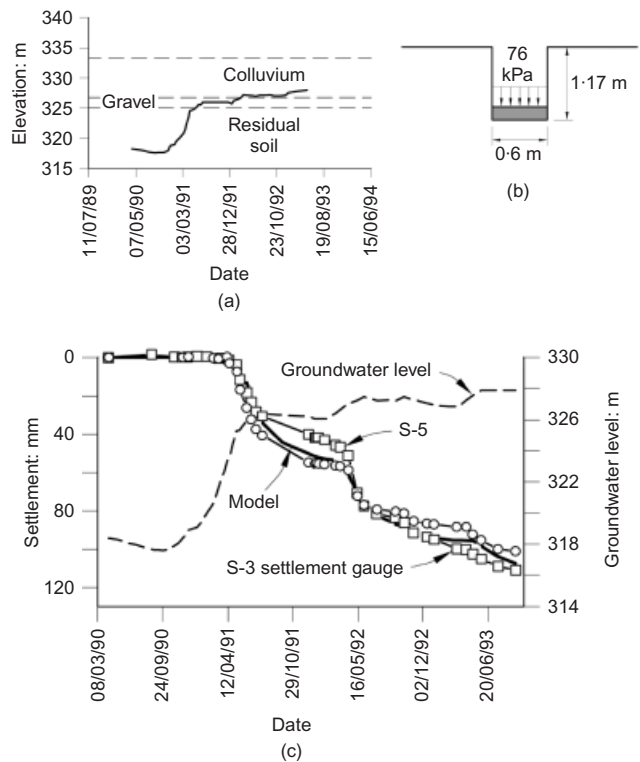 340
335
330
325
320
315
Elevation: m
Colluvium
Gravel
Residual
soil
11/07/89
07/05/90
03/03/91
28/12/91
23/10/92
19/08/93
15/06/94
Date
(a)
76
kPa
1·17 m
0·6 m
(b)
0
40
80
120
Settlement: mm
330
326
323
318
314
Groundwater level: m
Groundwater level
S-5
Model
S-3 settlement gauge
08/03/90
24/09/90
12/04/91
29/10/91
16/05/92
02/12/92
20/06/93
Date
(c)